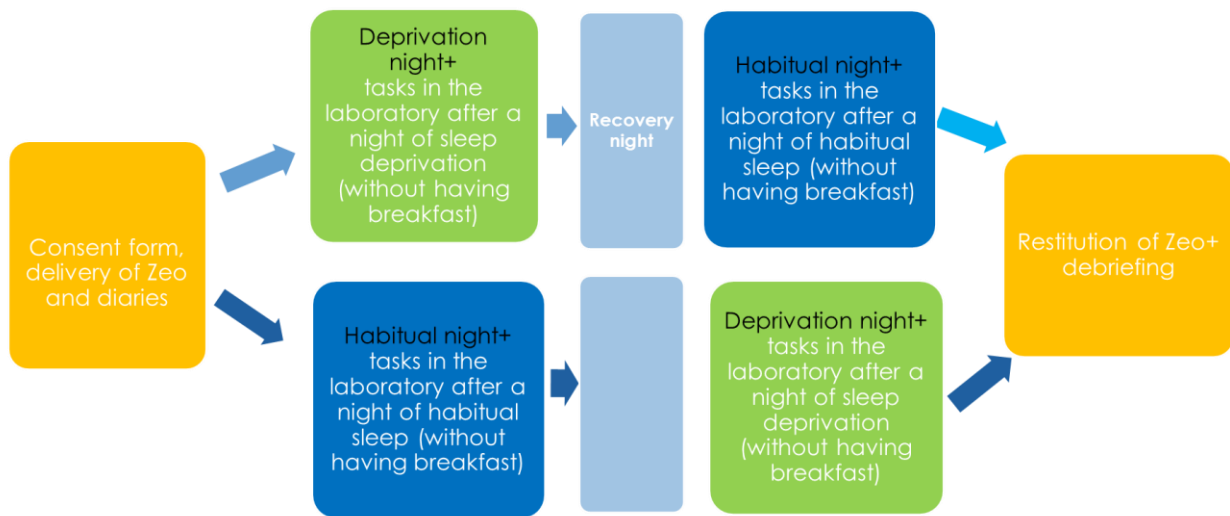 Consent form,
delivery of Zeo
and diaries
Deprivation
night+
tasks in the
laboratory after a
night of sleep
deprivation
(without having
breakfast)
Recovery
night
Habitual night+
tasks in the
laboratory after a
night of habitual
sleep (without
having breakfast)
Habitual night+
tasks in the
laboratory after a
night of habitual
sleep (without
having breakfast)
Deprivation night+
tasks in the
laboratory after a
night of sleep
deprivation
(without having
breakfast)
Restitution of Zeo+
debriefing